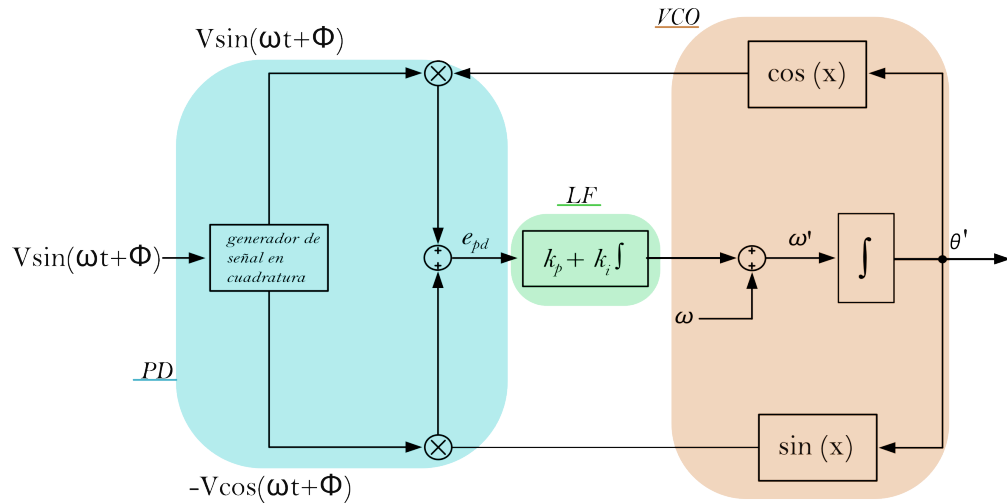 VCO
Vsin(ωt+Φ)
×
cos (x)
LF
generador de
señal en
cuadratura
Vsin(ωt+Φ)
+
+
e_pd
k_p + k_i ∫
+
+
ω'
∫
θ'
ω
PD
×
sin (x)
-Vcos(ωt+Φ)